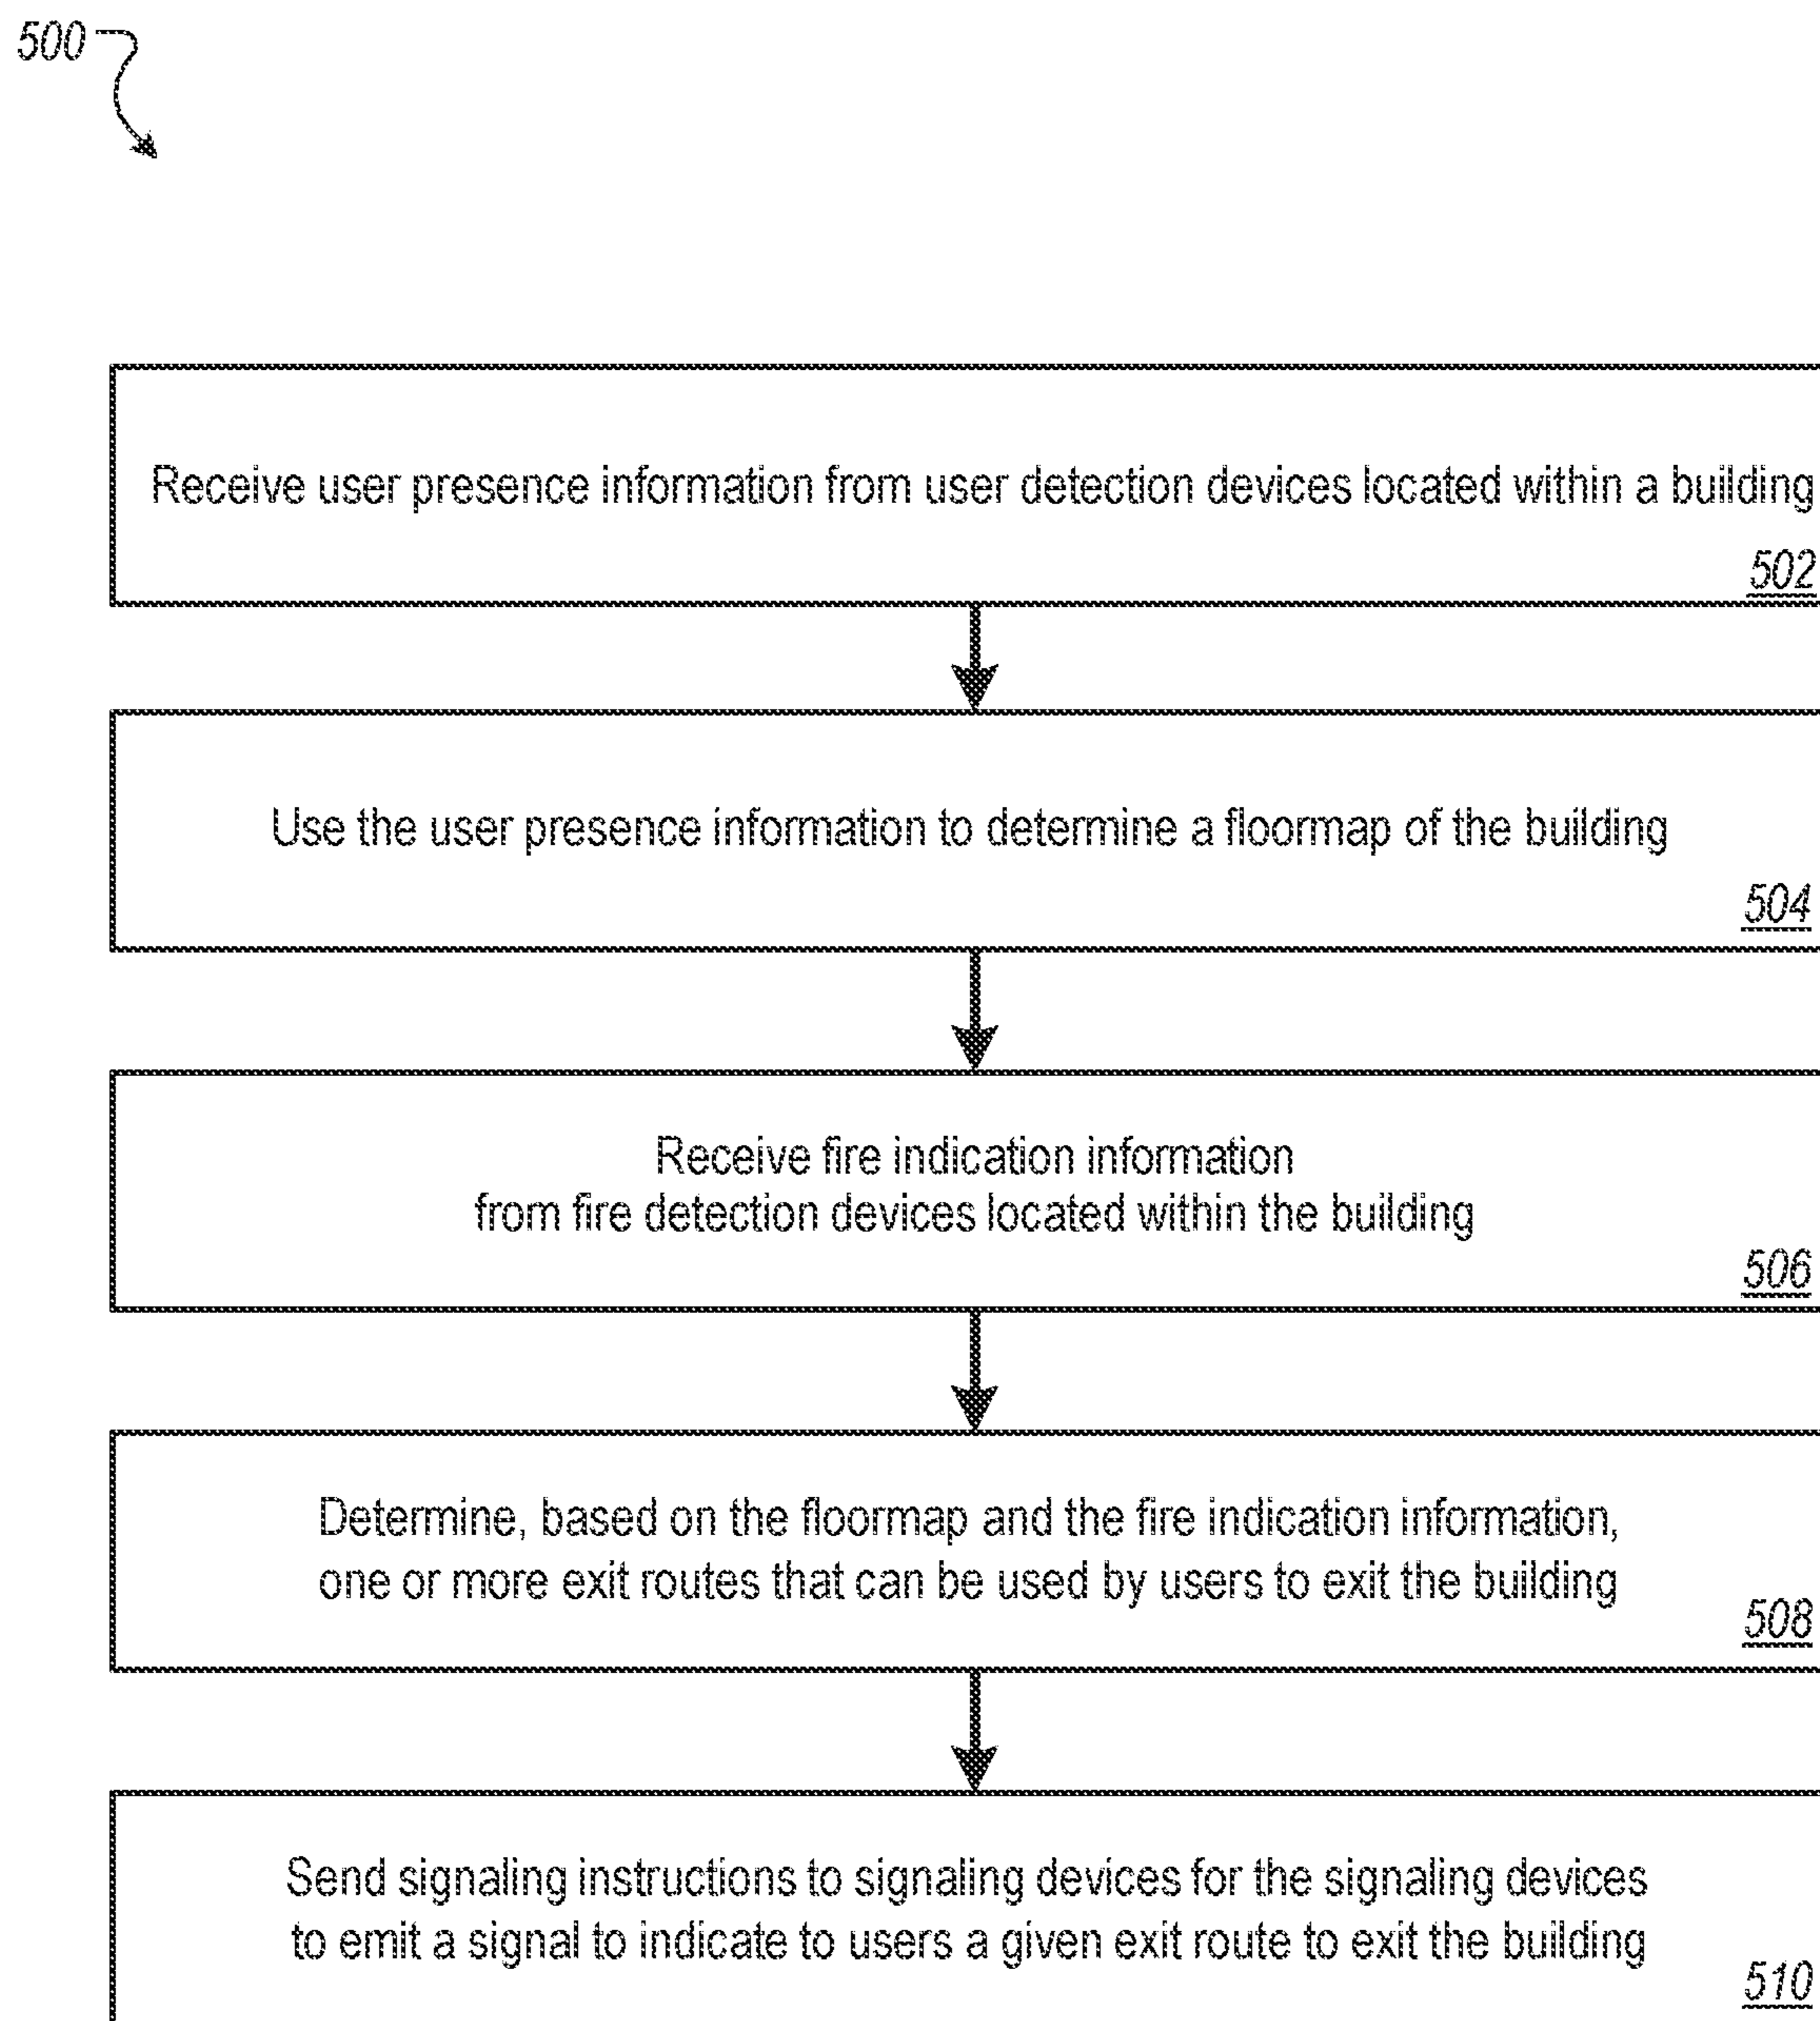 500
Receive user presence information from user detection devices located within a building
502
Use the user presence information to determine a floormap of the building
504
Receive fire indication information
from fire detection devices located within the building
506
Determine, based on the floormap and the fire indication information,
one or more exit routes that can be used by users to exit the building
508
Send signaling instructions to signaling devices for the signaling devices
to emit a signal to indicate to users a given exit route to exit the building
510